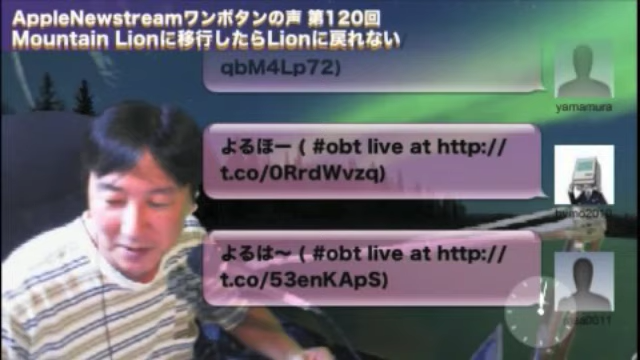 AppleNewstreamワンボタンの声 第120回
Mountain Lionに移行したらLionに戻れない
qbM4Lp72)
yamamura
よるほー ( #obt live at http://
t.co/0RrdWvzq)
よるは〜 ( #obt live at http://
t.co/53enKApS)